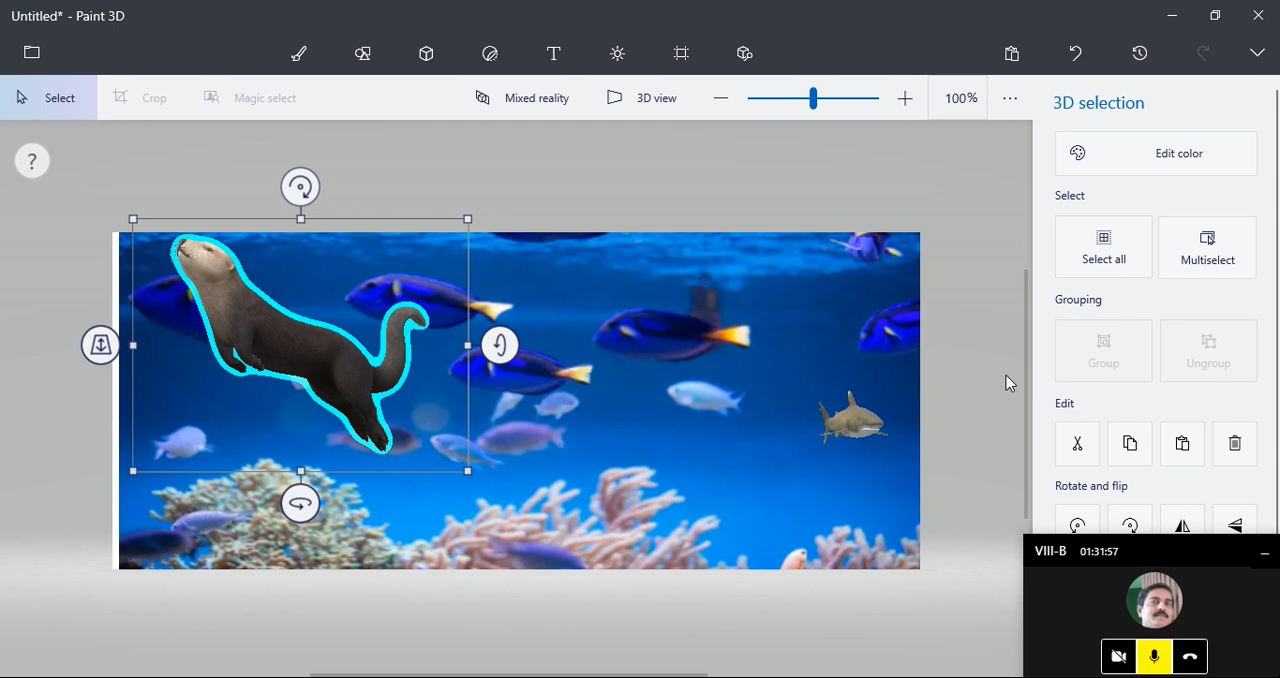 Untitled* - Paint 3D
Select
Crop
Magic select
Mixed reality
3D view
100%
?
3D selection
Edit color
Select
Select all
Multiselect
Grouping
Group
Ungroup
Edit
Rotate and flip
VIII-B 01:31:57